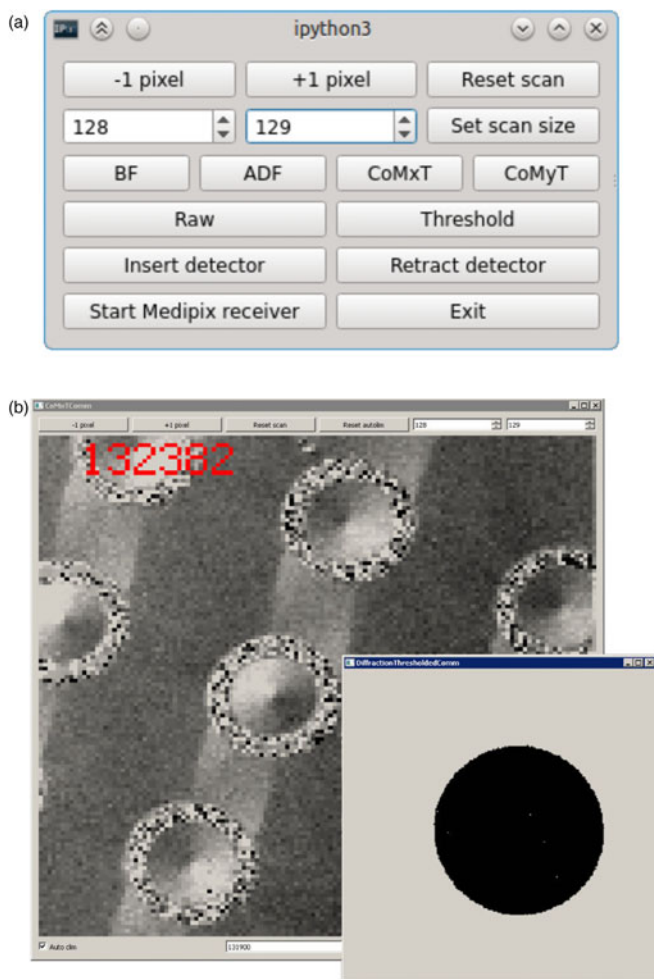 (a)
ipython3
-1 pixel +1 pixel Reset scan
128 129 Set scan size
BF ADF CoMxT CoMyT
Raw Threshold
Insert detector Retract detector
Start Medipix receiver Exit
(b)
CoMxTComm
-1 pixel +1 pixel Reset scan Reset autolim 128 129
132382
DiffractionThresholdedComm
Auto clim 131900